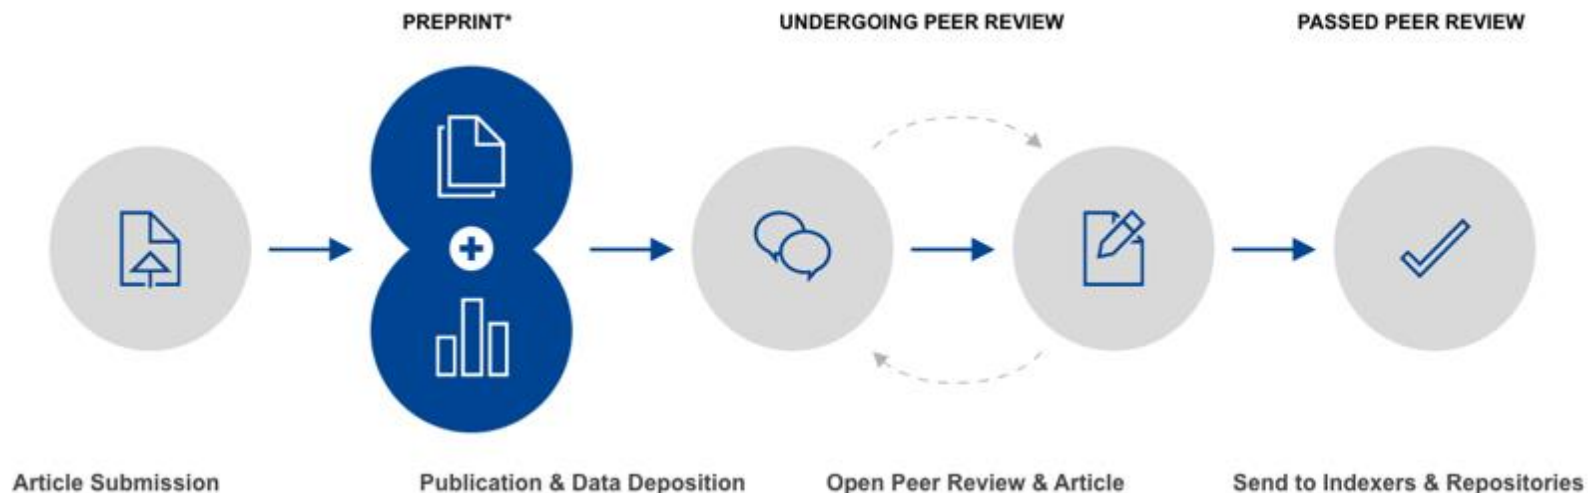 PREPRINT*
UNDERGOING PEER REVIEW
PASSED PEER REVIEW
Article Submission
Publication & Data Deposition
Open Peer Review & Article
Send to Indexers & Repositories